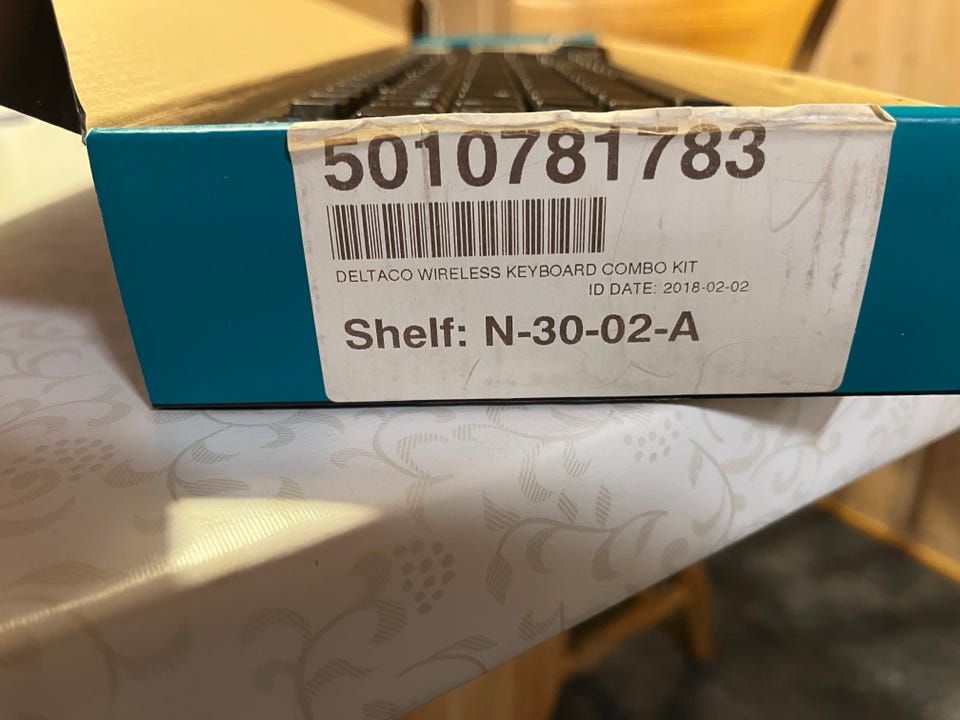 5010781783
DELTACO WIRELESS KEYBOARD COMBO KIT
ID DATE: 2018-02-02
Shelf: N-30-02-A